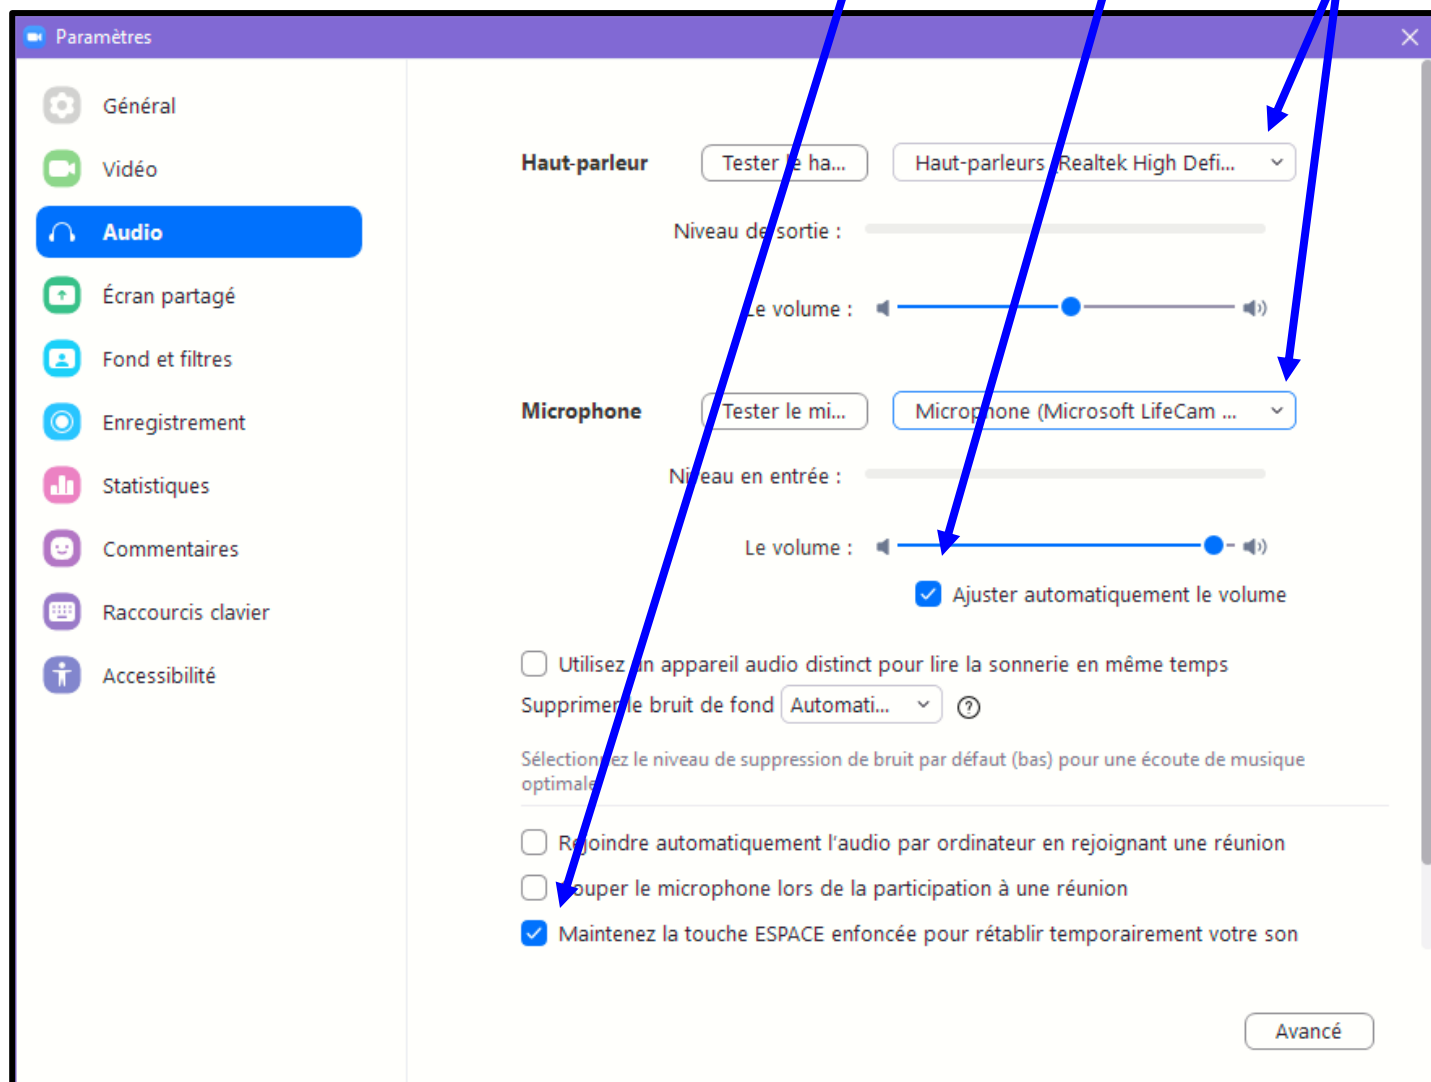 Paramètres
Général
Vidéo
Audio
Écran partagé
Fond et filtres
Enregistrement
Statistiques
Commentaires
Raccourcis clavier
Accessibilité
Haut-parleur Tester le ha... Haut-parleurs (Realtek High Defi...
Niveau de sortie :
Le volume :
Microphone Tester le mi... Microphone (Microsoft LifeCam ...
Niveau en entrée :
Le volume :
Ajuster automatiquement le volume
Utilisez un appareil audio distinct pour lire la sonnerie en même temps
Supprimer le bruit de fond Automati... ?
Sélectionnez le niveau de suppression de bruit par défaut (bas) pour une écoute de musique
optimale
Rejoindre automatiquement l'audio par ordinateur en rejoignant une réunion
Couper le microphone lors de la participation à une réunion
Maintenez la touche ESPACE enfoncée pour rétablir temporairement votre son
Avancé